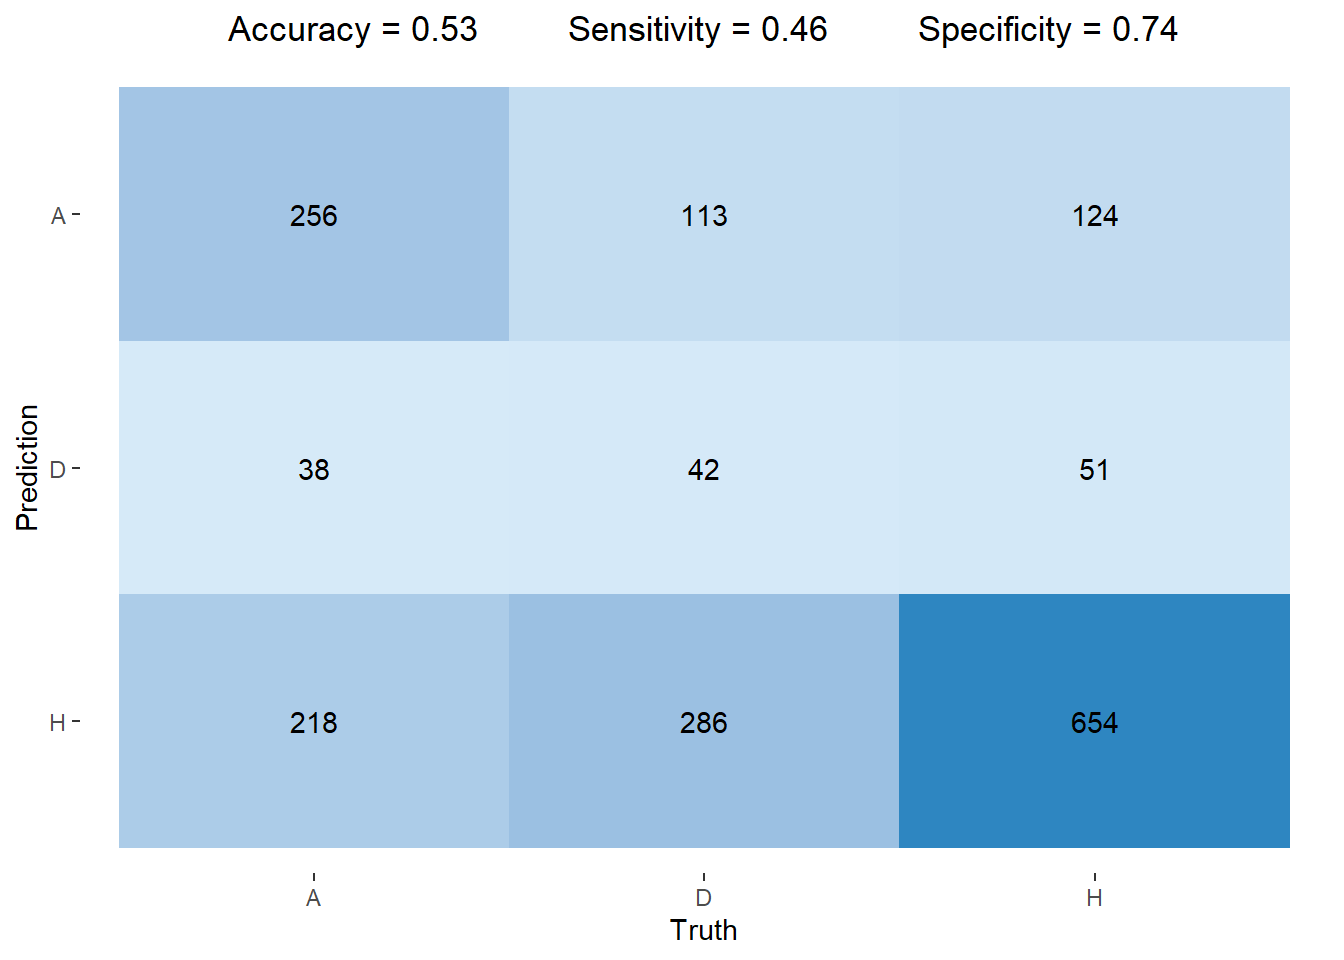 Accuracy = 0.53 Sensitivity = 0.46 Specificity = 0.74
A 256 113 124
Prediction
D 38 42 51
H 218 286 654
A D H
Truth